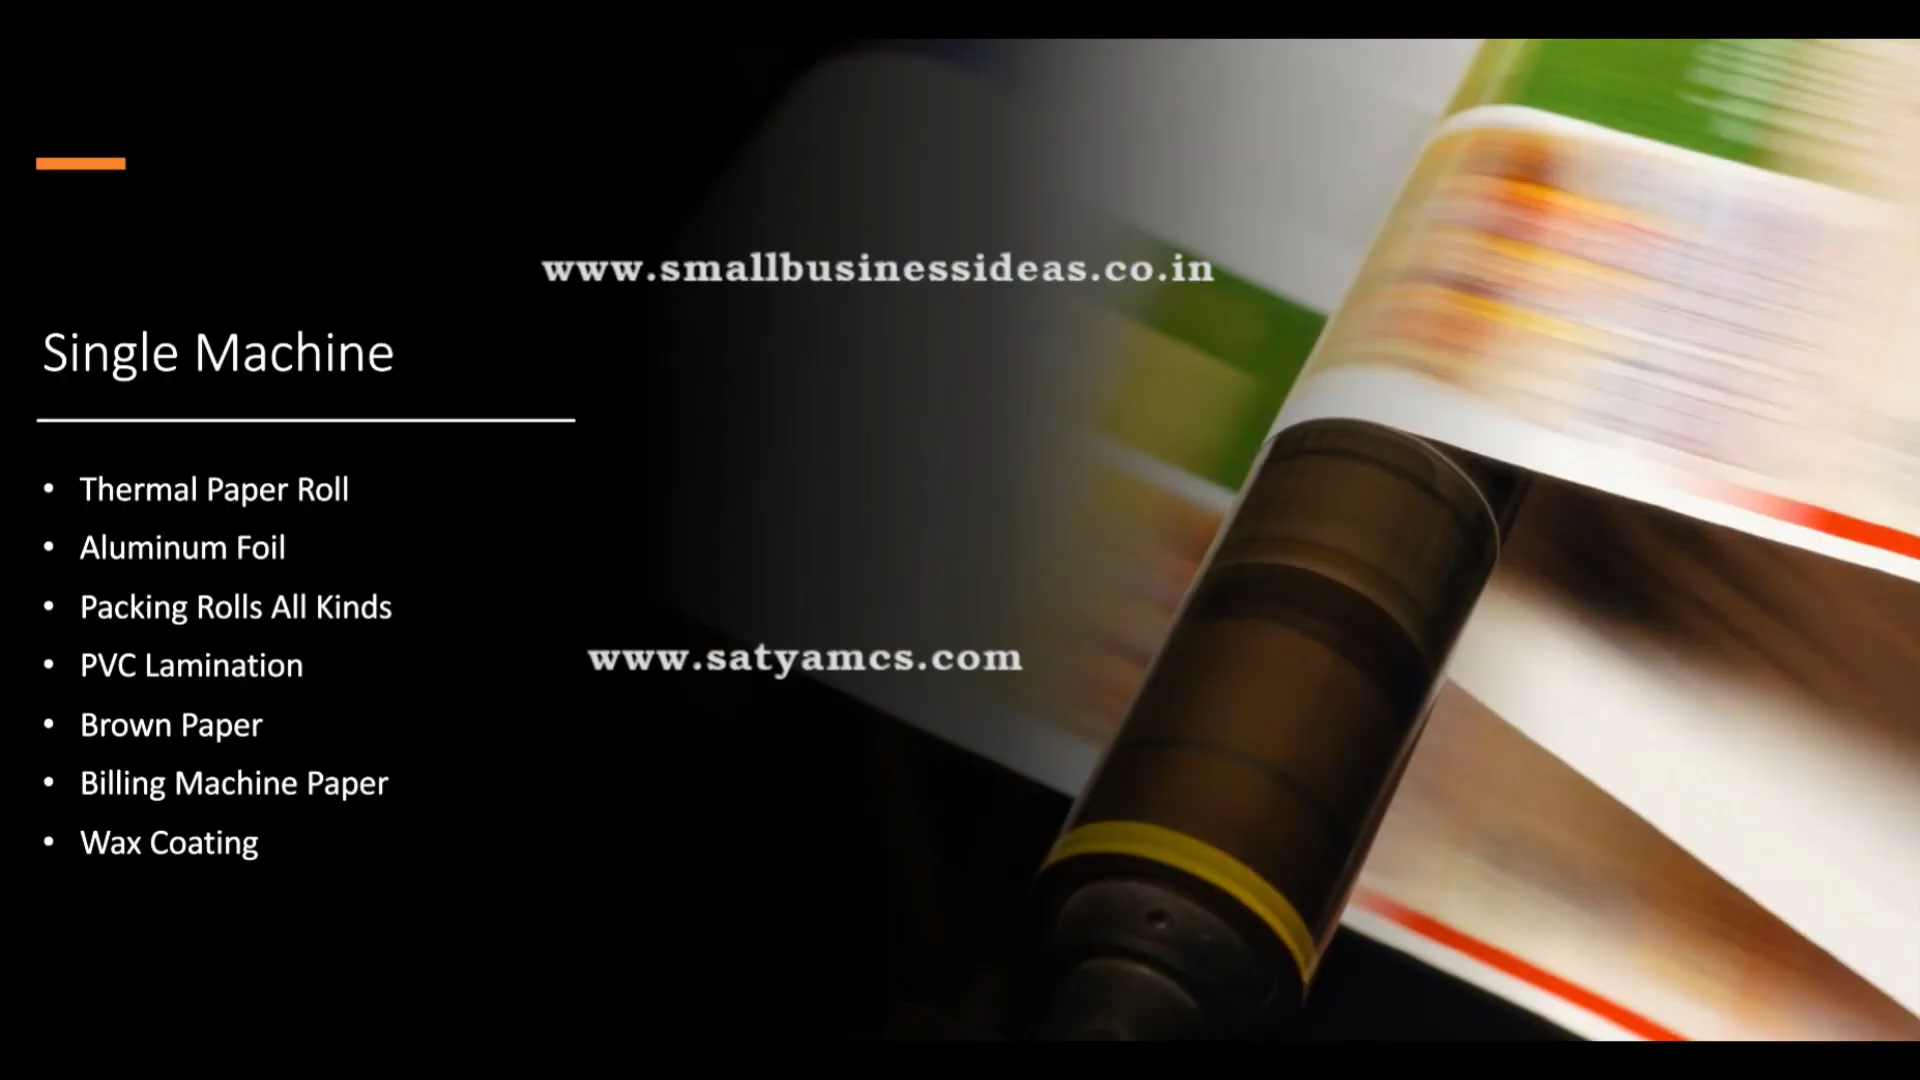 www.smallbusinessideas.co.in
Single Machine
• Thermal Paper Roll
• Aluminum Foil
• Packing Rolls All Kinds
• PVC Lamination
• Brown Paper
• Billing Machine Paper
• Wax Coating
www.satyamcs.com